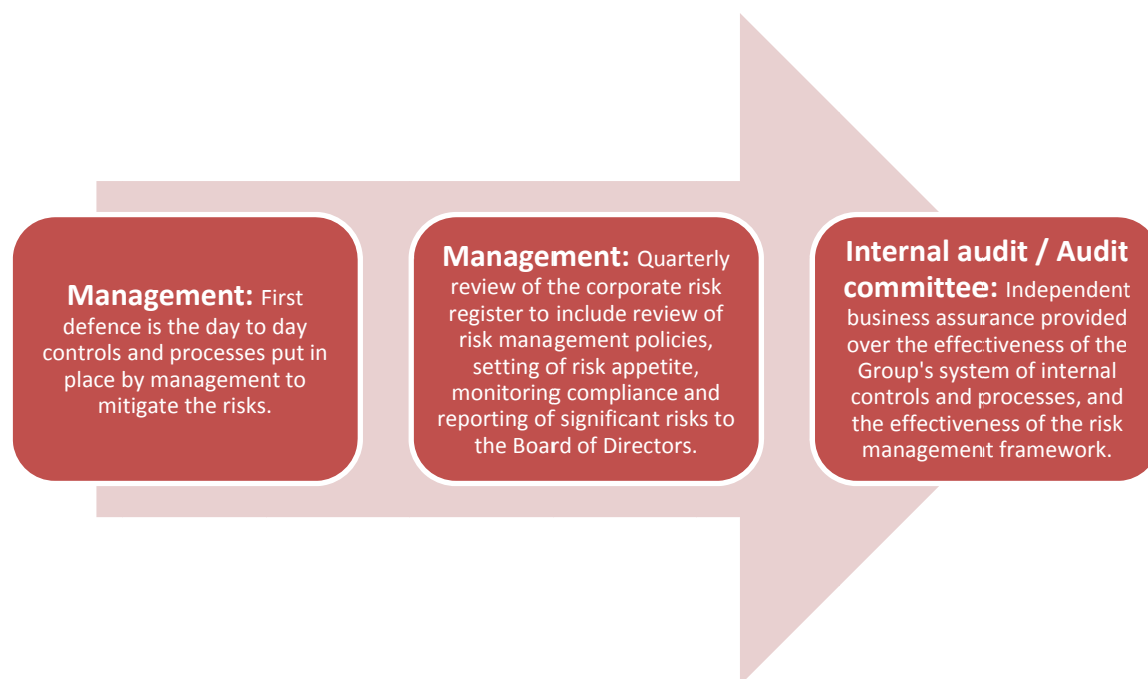 Management: First
defence is the day to day
controls and processes put in
place by management to
mitigate the risks.
Management: Quarterly
review of the corporate risk
register to include review of
risk management policies,
setting of risk appetite,
monitoring compliance and
reporting of significant risks to
the Board of Directors.
Internal audit / Audit
committee: Independent
business assurance provided
over the effectiveness of the
Group's system of internal
controls and processes, and
the effectiveness of the risk
management framework.